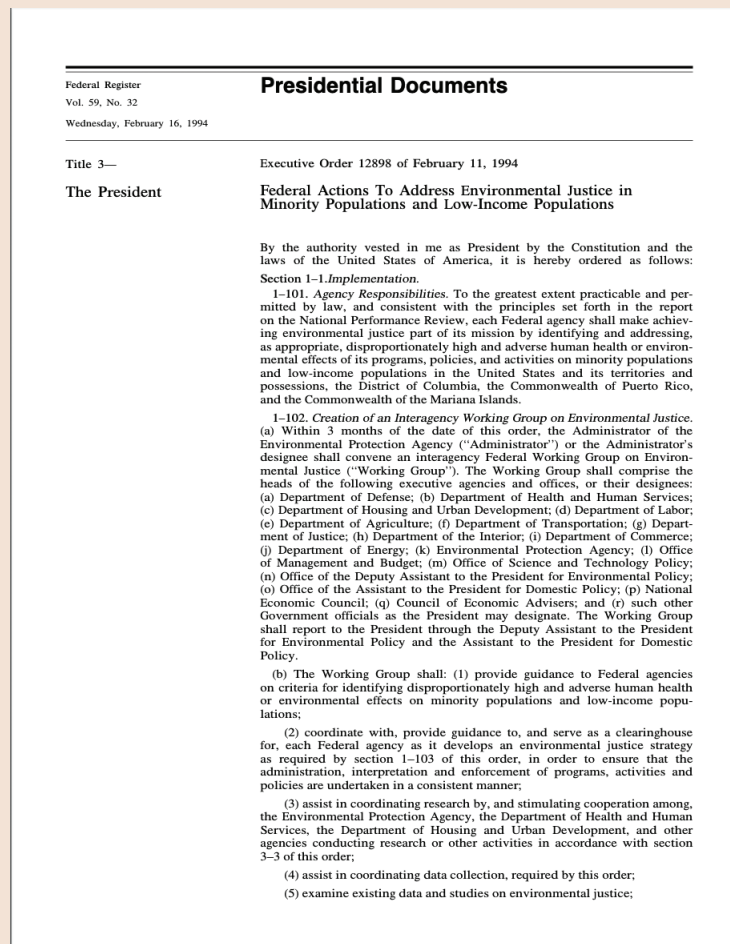 Federal Register
Vol. 59, No. 32
Wednesday, February 16, 1994
Presidential Documents
Title 3—
The President
Executive Order 12898 of February 11, 1994
Federal Actions To Address Environmental Justice in
Minority Populations and Low-Income Populations
By the authority vested in me as President by the Constitution and the
laws of the United States of America, it is hereby ordered as follows:
Section 1–1.Implementation.
1–101. Agency Responsibilities. To the greatest extent practicable and per-
mitted by law, and consistent with the principles set forth in the report
on the National Performance Review, each Federal agency shall make achiev-
ing environmental justice part of its mission by identifying and addressing,
as appropriate, disproportionately high and adverse human health or environ-
mental effects of its programs, policies, and activities on minority populations
and low-income populations in the United States and its territories and
possessions, the District of Columbia, the Commonwealth of Puerto Rico,
and the Commonwealth of the Mariana Islands.
1–102. Creation of an Interagency Working Group on Environmental Justice.
(a) Within 3 months of the date of this order, the Administrator of the
Environmental Protection Agency (‘‘Administrator’’) or the Administrator’s
designee shall convene an interagency Federal Working Group on Environ-
mental Justice (‘‘Working Group’’). The Working Group shall comprise the
heads of the following executive agencies and offices, or their designees:
(a) Department of Defense; (b) Department of Health and Human Services;
(c) Department of Housing and Urban Development; (d) Department of Labor;
(e) Department of Agriculture; (f) Department of Transportation; (g) Depart-
ment of Justice; (h) Department of the Interior; (i) Department of Commerce;
(j) Department of Energy; (k) Environmental Protection Agency; (l) Office
of Management and Budget; (m) Office of Science and Technology Policy;
(n) Office of the Deputy Assistant to the President for Environmental Policy;
(o) Office of the Assistant to the President for Domestic Policy; (p) National
Economic Council; (q) Council of Economic Advisers; and (r) such other
Government officials as the President may designate. The Working Group
shall report to the President through the Deputy Assistant to the President
for Environmental Policy and the Assistant to the President for Domestic
Policy.
(b) The Working Group shall: (1) provide guidance to Federal agencies
on criteria for identifying disproportionately high and adverse human health
or environmental effects on minority populations and low-income popu-
lations;
(2) coordinate with, provide guidance to, and serve as a clearinghouse
for, each Federal agency as it develops an environmental justice strategy
as required by section 1–103 of this order, in order to ensure that the
administration, interpretation and enforcement of programs, activities and
policies are undertaken in a consistent manner;
(3) assist in coordinating research by, and stimulating cooperation among,
the Environmental Protection Agency, the Department of Health and Human
Services, the Department of Housing and Urban Development, and other
agencies conducting research or other activities in accordance with section
3–3 of this order;
(4) assist in coordinating data collection, required by this order;
(5) examine existing data and studies on environmental justice;